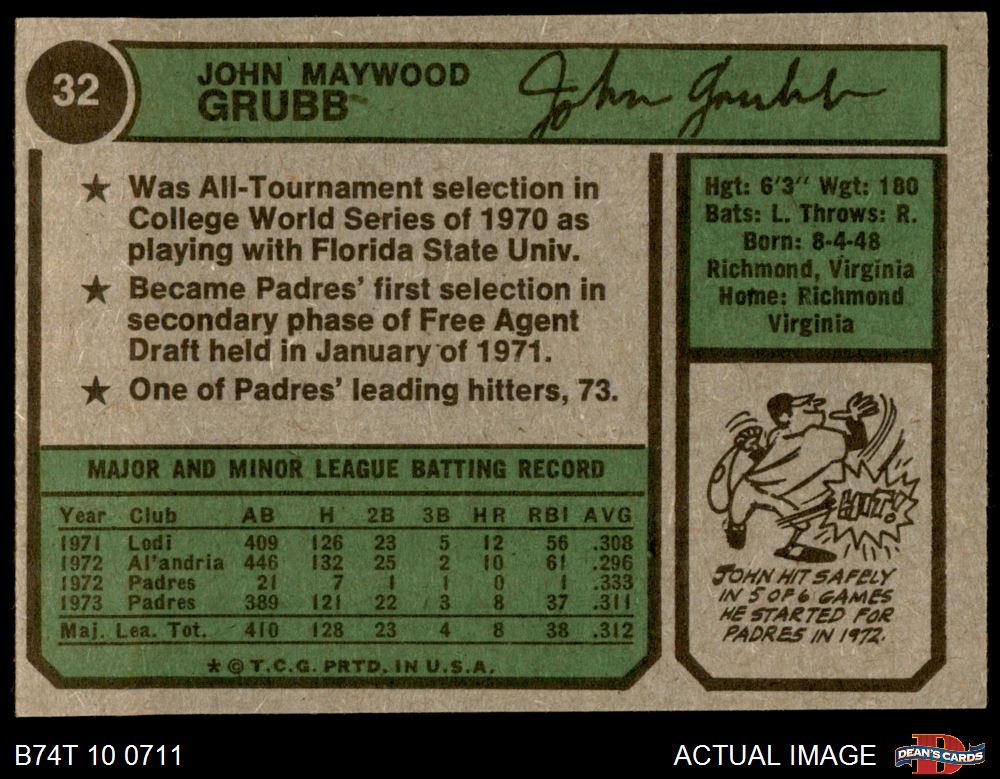 32
JOHN MAYWOOD
GRUBB
John Grubb
★ Was All-Tournament selection in
College World Series of 1970 as
playing with Florida State Univ.
★ Became Padres' first selection in
secondary phase of Free Agent
Draft held in January of 1971.
★ One of Padres' leading hitters, 73.
Hgt: 6'3" Wgt: 180
Bats: L. Throws: R.
Born: 8-4-48
Richmond, Virginia
Home: Richmond
Virginia
HIT!
JOHN HIT SAFELY
IN 5 OF 6 GAMES
HE STARTED FOR
PADRES IN 1972.
MAJOR AND MINOR LEAGUE BATTING RECORD
Year Club AB H 2B 3B HR RBI AVG
1971 Lodi 409 126 23 5 12 56 .308
1972 Al'andria 446 132 25 2 10 61 .296
1972 Padres 21 7 1 1 0 1 .333
1973 Padres 389 121 22 3 8 37 .311
Maj. Lea. Tot. 410 128 23 4 8 38 .312
* © T.C.G. PRTD. IN U.S.A.
B74T 10 0711
ACTUAL IMAGE
D
DEAN'S CARDS